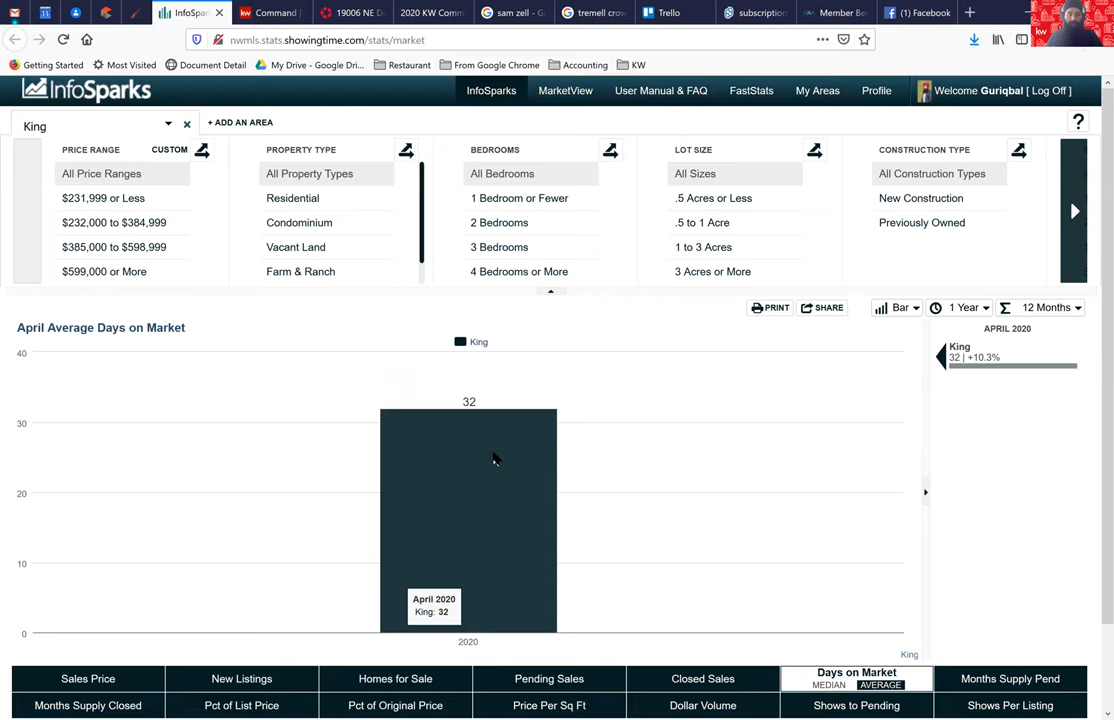 InfoSparks
Command |
19006 NE D
2020 KW Comm
sam zell - G
tremell crow
Trello
subscription
Member Be
(1) Facebook
nwmls.stats.showingtime.com/stats/market
kw
Getting Started
Most Visited
Document Detail
My Drive - Google Dri...
Restaurant
From Google Chrome
Accounting
KW
InfoSparks
InfoSparks
MarketView
User Manual & FAQ
FastStats
My Areas
Profile
Welcome Guriqbal [ Log Off ]
King
+ ADD AN AREA
?
PRICE RANGE CUSTOM
All Price Ranges
$231,999 or Less
$232,000 to $384,999
$385,000 to $598,999
$599,000 or More
PROPERTY TYPE
All Property Types
Residential
Condominium
Vacant Land
Farm & Ranch
BEDROOMS
All Bedrooms
1 Bedroom or Fewer
2 Bedrooms
3 Bedrooms
4 Bedrooms or More
LOT SIZE
All Sizes
.5 Acres or Less
.5 to 1 Acre
1 to 3 Acres
3 Acres or More
CONSTRUCTION TYPE
All Construction Types
New Construction
Previously Owned
PRINT
SHARE
Bar
1 Year
Σ 12 Months
April Average Days on Market
King
40
30
20
10
0
32
April 2020
King: 32
2020
King
APRIL 2020
King
32 | +10.3%
Sales Price
New Listings
Homes for Sale
Pending Sales
Closed Sales
Days on Market
MEDIAN AVERAGE
Months Supply Pend
Months Supply Closed
Pct of List Price
Pct of Original Price
Price Per Sq Ft
Dollar Volume
Shows to Pending
Shows Per Listing